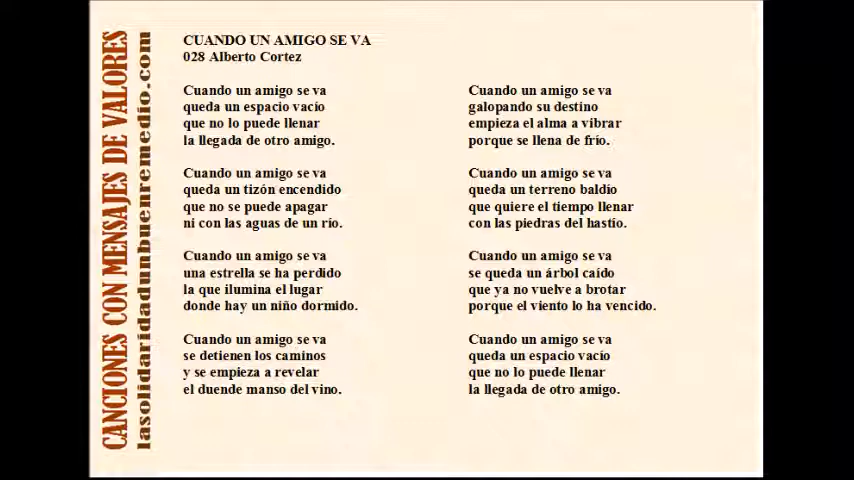 CANCIONES CON MENSAJES DE VALORES
lasolidaridadunbuenremedio.com
CUANDO UN AMIGO SE VA
028 Alberto Cortez
Cuando un amigo se va
queda un espacio vacío
que no lo puede llenar
la llegada de otro amigo.
Cuando un amigo se va
queda un tizón encendido
que no se puede apagar
ni con las aguas de un río.
Cuando un amigo se va
una estrella se ha perdido
la que ilumina el lugar
donde hay un niño dormido.
Cuando un amigo se va
se detienen los caminos
y se empieza a revelar
el duende manso del vino.
Cuando un amigo se va
galopando su destino
empieza el alma a vibrar
porque se llena de frío.
Cuando un amigo se va
queda un terreno baldío
que quiere el tiempo llenar
con las piedras del hastío.
Cuando un amigo se va
se queda un árbol caído
que ya no vuelve a brotar
porque el viento lo ha vencido.
Cuando un amigo se va
queda un espacio vacío
que no lo puede llenar
la llegada de otro amigo.